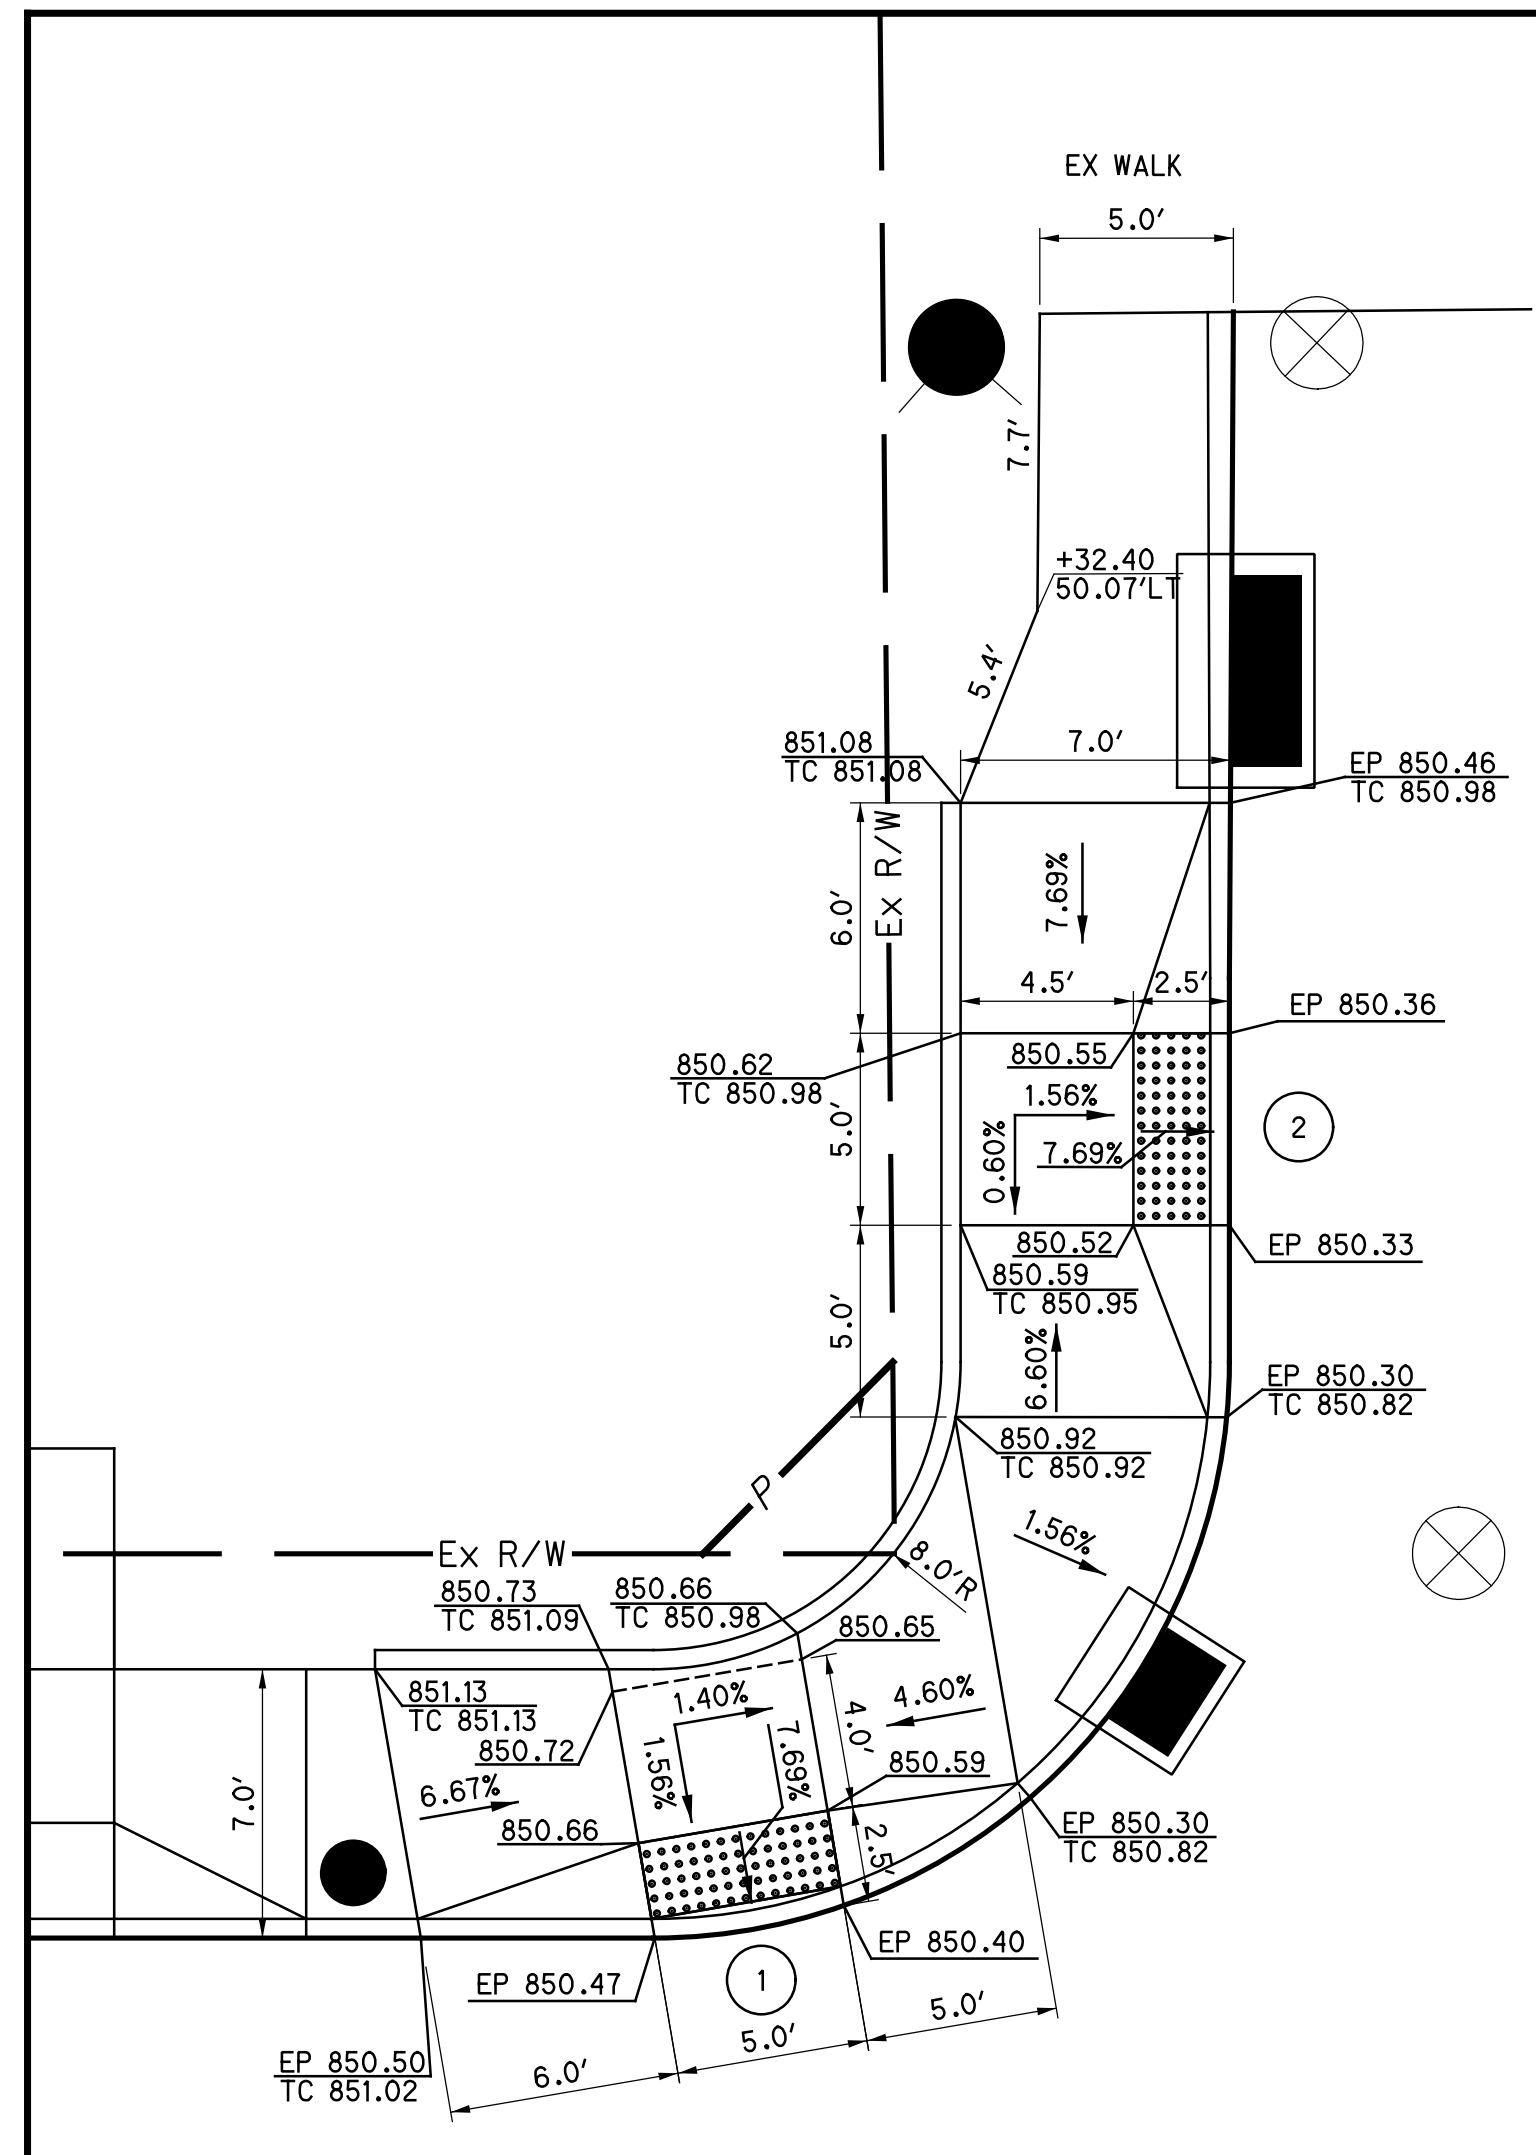 EX WALK
5.0'
7.7'
+32.40
50.07'LT
5.4'
7.0'
851.08
TC 851.08
EP 850.46
TC 850.98
Ex R/W
6.0'
7.69%
4.5'
2.5'
EP 850.36
850.62
TC 850.98
850.55
1.56%
5.0'
0.60%
7.69%
2
850.52
EP 850.33
850.59
TC 850.95
5.0'
6.60%
EP 850.30
TC 850.82
850.92
TC 850.92
P
1.56%
Ex R/W
8.0'R
850.73
TC 851.09
850.66
TC 850.98
850.65
851.13
TC 851.13
1.40%
4.60%
4.0'
850.72
1.56%
7.69%
850.59
7.0'
6.67%
850.66
EP 850.30
TC 850.82
2.5'
EP 850.40
EP 850.47
1
5.0'
5.0'
6.0'
EP 850.50
TC 851.02